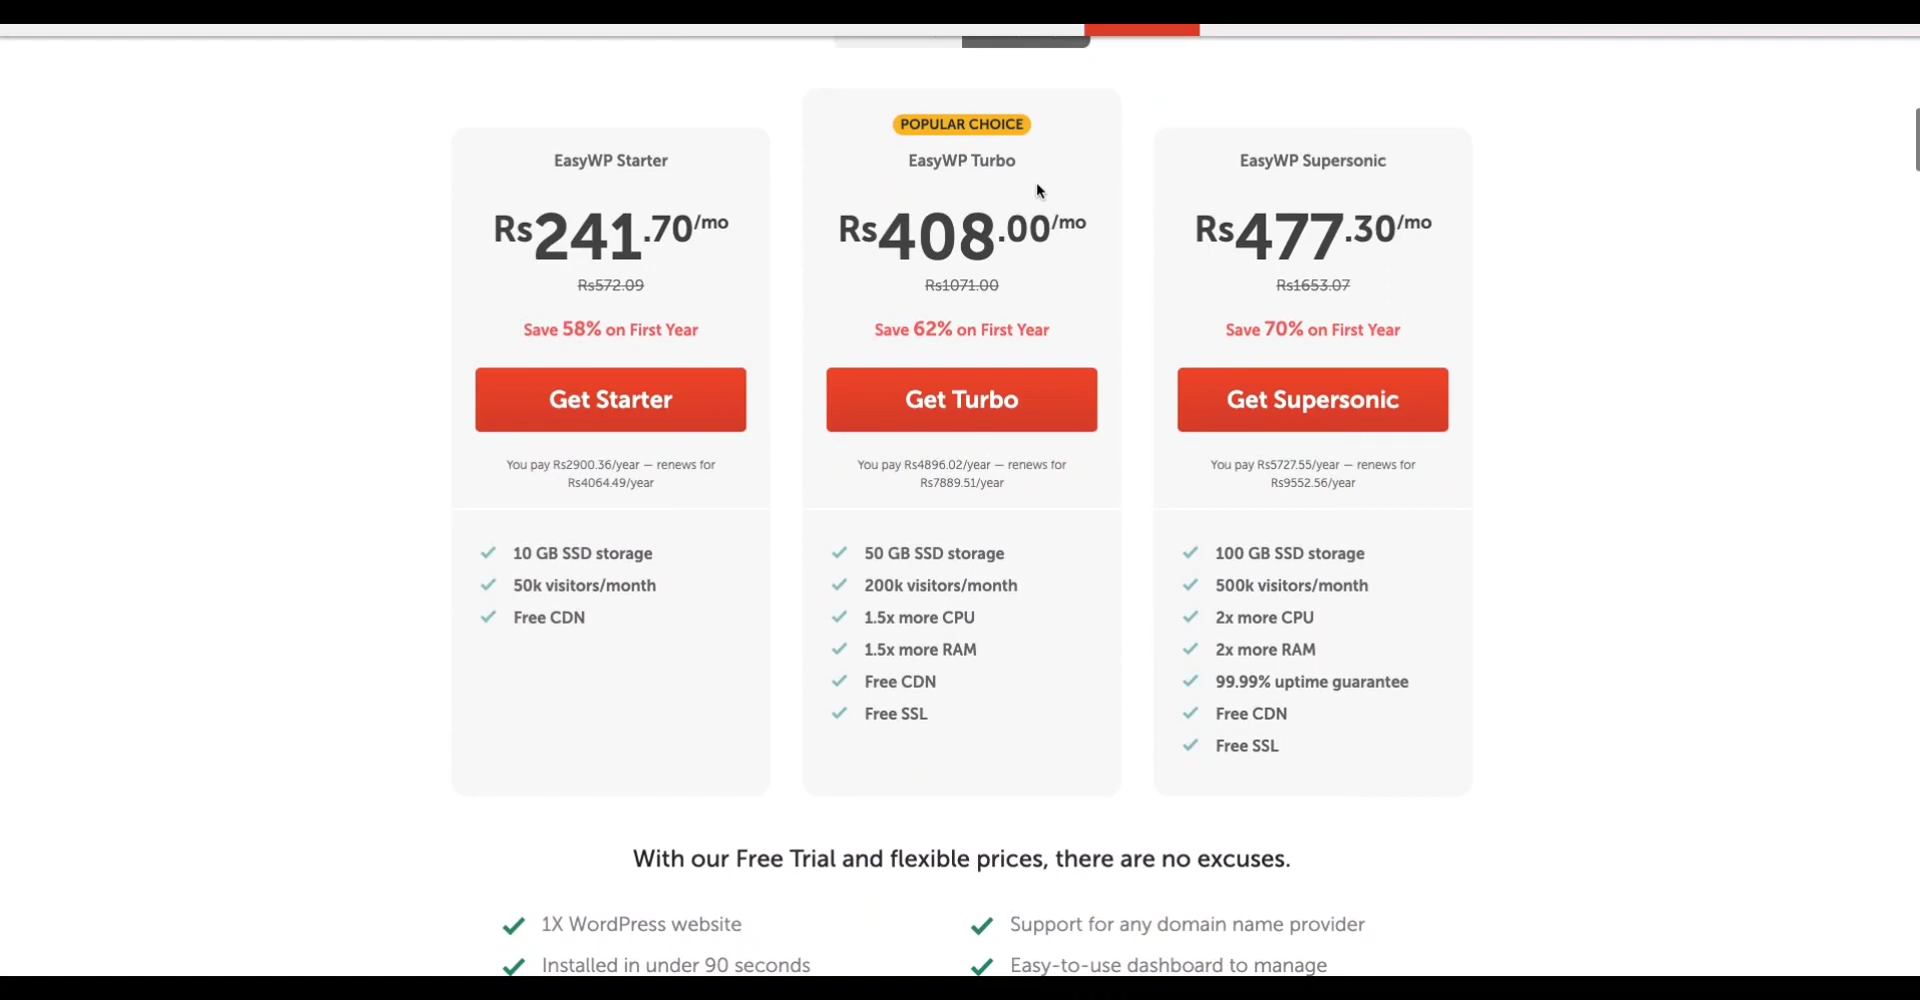 EasyWP Starter
Rs241.70/mo
Rs572.09
Save 58% on First Year
Get Starter
You pay Rs2900.36/year — renews for
Rs4064.49/year
10 GB SSD storage
50k visitors/month
Free CDN
POPULAR CHOICE
EasyWP Turbo
Rs408.00/mo
Rs1071.00
Save 62% on First Year
Get Turbo
You pay Rs4896.02/year — renews for
Rs7889.51/year
50 GB SSD storage
200k visitors/month
1.5x more CPU
1.5x more RAM
Free CDN
Free SSL
EasyWP Supersonic
Rs477.30/mo
Rs1653.07
Save 70% on First Year
Get Supersonic
You pay Rs5727.55/year — renews for
Rs9552.56/year
100 GB SSD storage
500k visitors/month
2x more CPU
2x more RAM
99.99% uptime guarantee
Free CDN
Free SSL
With our Free Trial and flexible prices, there are no excuses.
1X WordPress website
Installed in under 90 seconds
Support for any domain name provider
Easy-to-use dashboard to manage